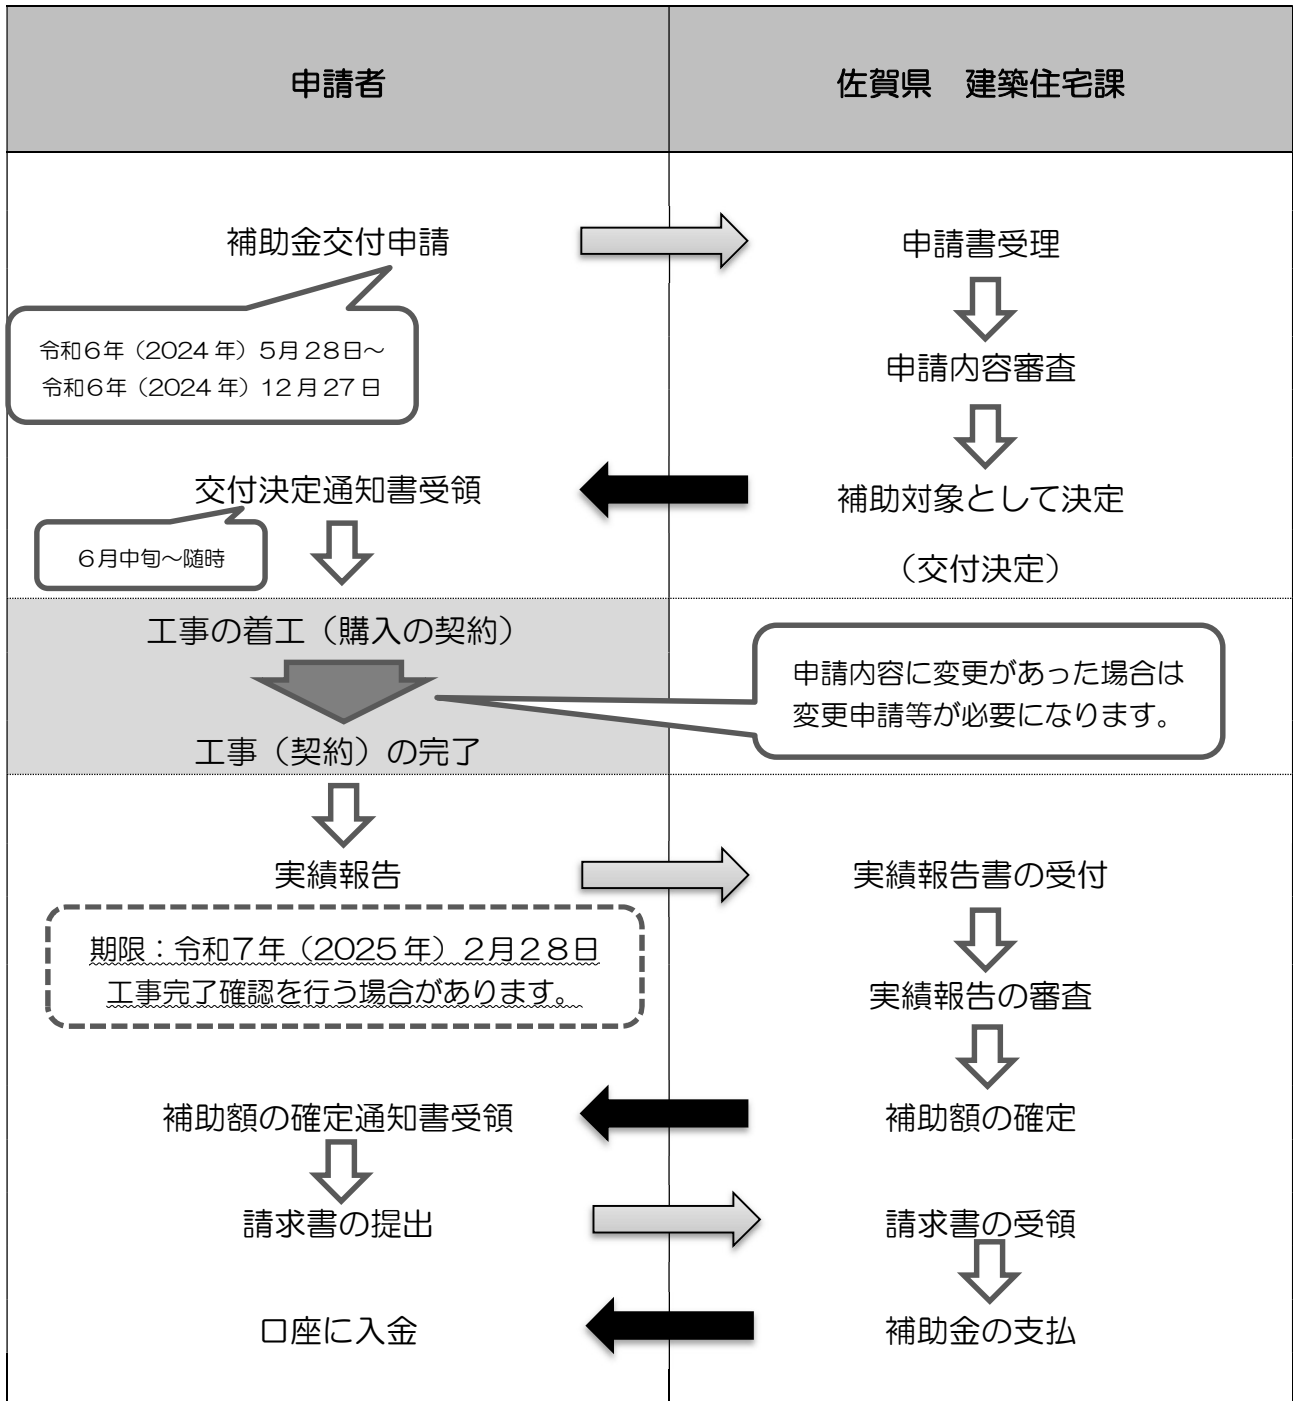 申請者
佐賀県　建築住宅課
補助金交付申請
申請書受理
令和6年（2024年）5月28日～
令和6年（2024年）12月27日
申請内容審査
交付決定通知書受領
補助対象として決定
6月中旬～随時
（交付決定）
工事の着工（購入の契約）
申請内容に変更があった場合は
変更申請等が必要になります。
工事（契約）の完了
実績報告
実績報告書の受付
期限：令和7年（2025年）2月28日
工事完了確認を行う場合があります。
実績報告の審査
補助額の確定通知書受領
補助額の確定
請求書の提出
請求書の受領
口座に入金
補助金の支払